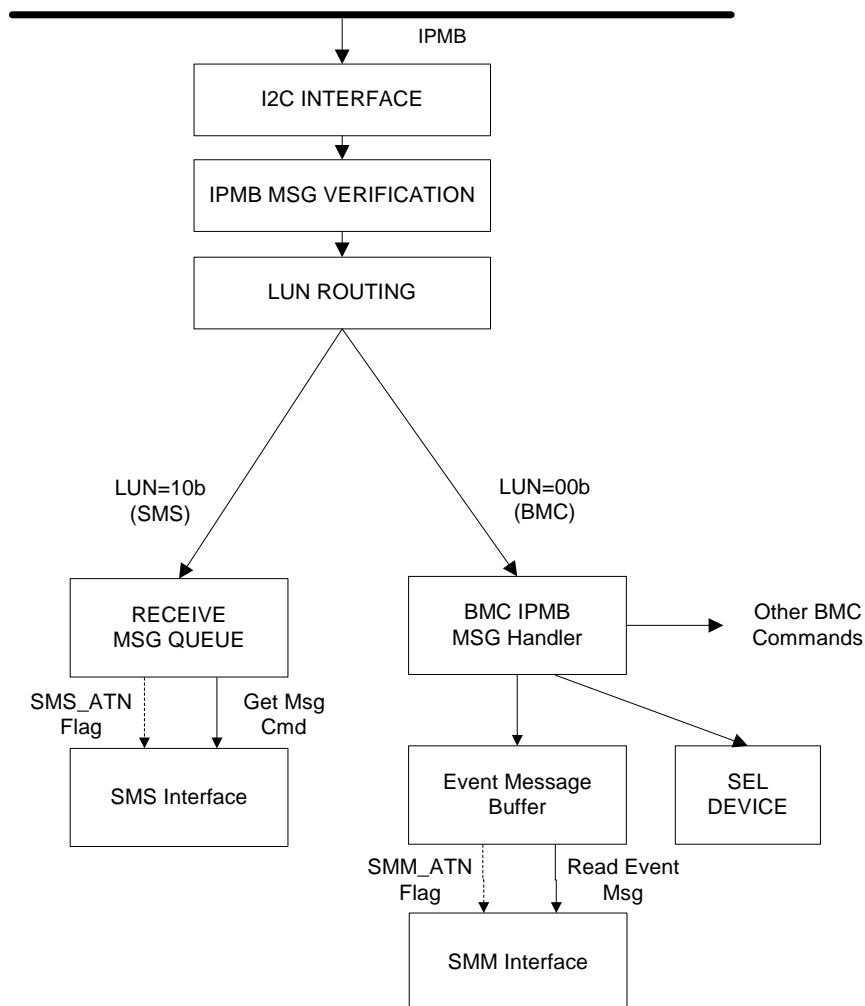 IPMB
I2C INTERFACE
IPMB MSG VERIFICATION
LUN ROUTING
LUN=10b
(SMS)
LUN=00b
(BMC)
RECEIVE
MSG QUEUE
BMC IPMB
MSG Handler
Other BMC
Commands
SMS_ATN
Flag
Get Msg
Cmd
SMS Interface
Event Message
Buffer
SEL
DEVICE
SMM_ATN
Flag
Read Event
Msg
SMM Interface